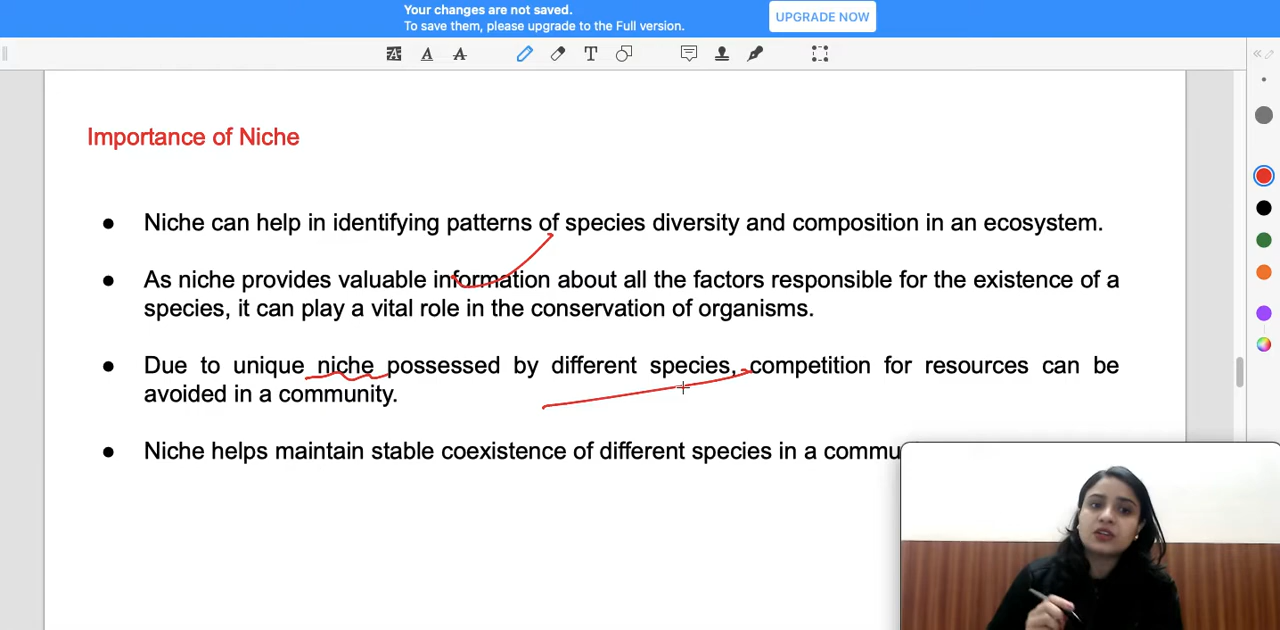 Your changes are not saved.
To save them, please upgrade to the Full version.
UPGRADE NOW
Importance of Niche
● Niche can help in identifying patterns of species diversity and composition in an ecosystem.
● As niche provides valuable information about all the factors responsible for the existence of a
species, it can play a vital role in the conservation of organisms.
● Due to unique niche possessed by different species, competition for resources can be
avoided in a community.
● Niche helps maintain stable coexistence of different species in a